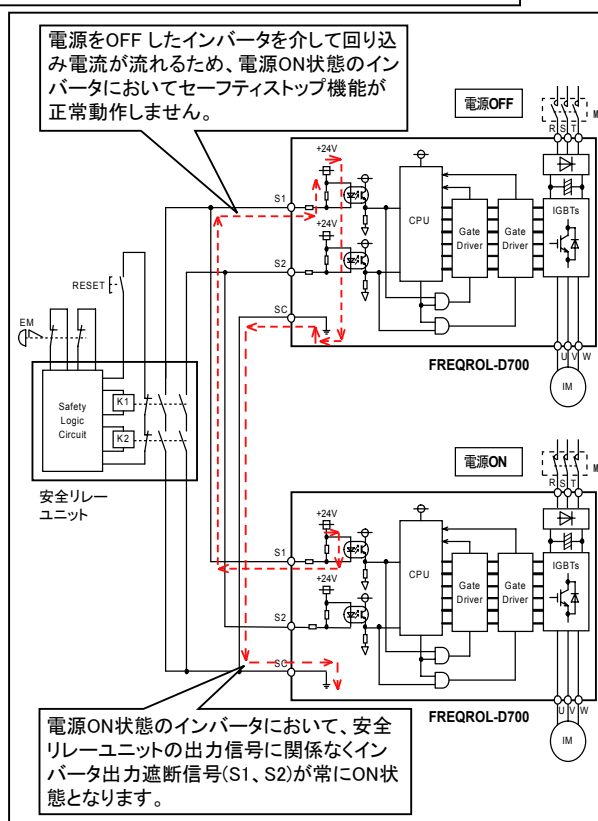 電源をOFF したインバータを介して回り込
み電流が流れるため、電源ON状態のイン
バータにおいてセーフティストップ機能が
正常動作しません。
電源OFF
M
R S T
+24V
S1
+24V
S2
SC
CPU
Gate
Driver
Gate
Driver
IGBTs
FREQROL-D700
U V W
IM
RESET
EM
Safety
Logic
Circuit
K1
K2
安全リレー
ユニット
電源ON
M
R S T
+24V
S1
+24V
S2
SC
CPU
Gate
Driver
Gate
Driver
IGBTs
FREQROL-D700
U V W
IM
電源ON状態のインバータにおいて、安全
リレーユニットの出力信号に関係なくイン
バータ出力遮断信号(S1、S2)が常にON状
態となります。